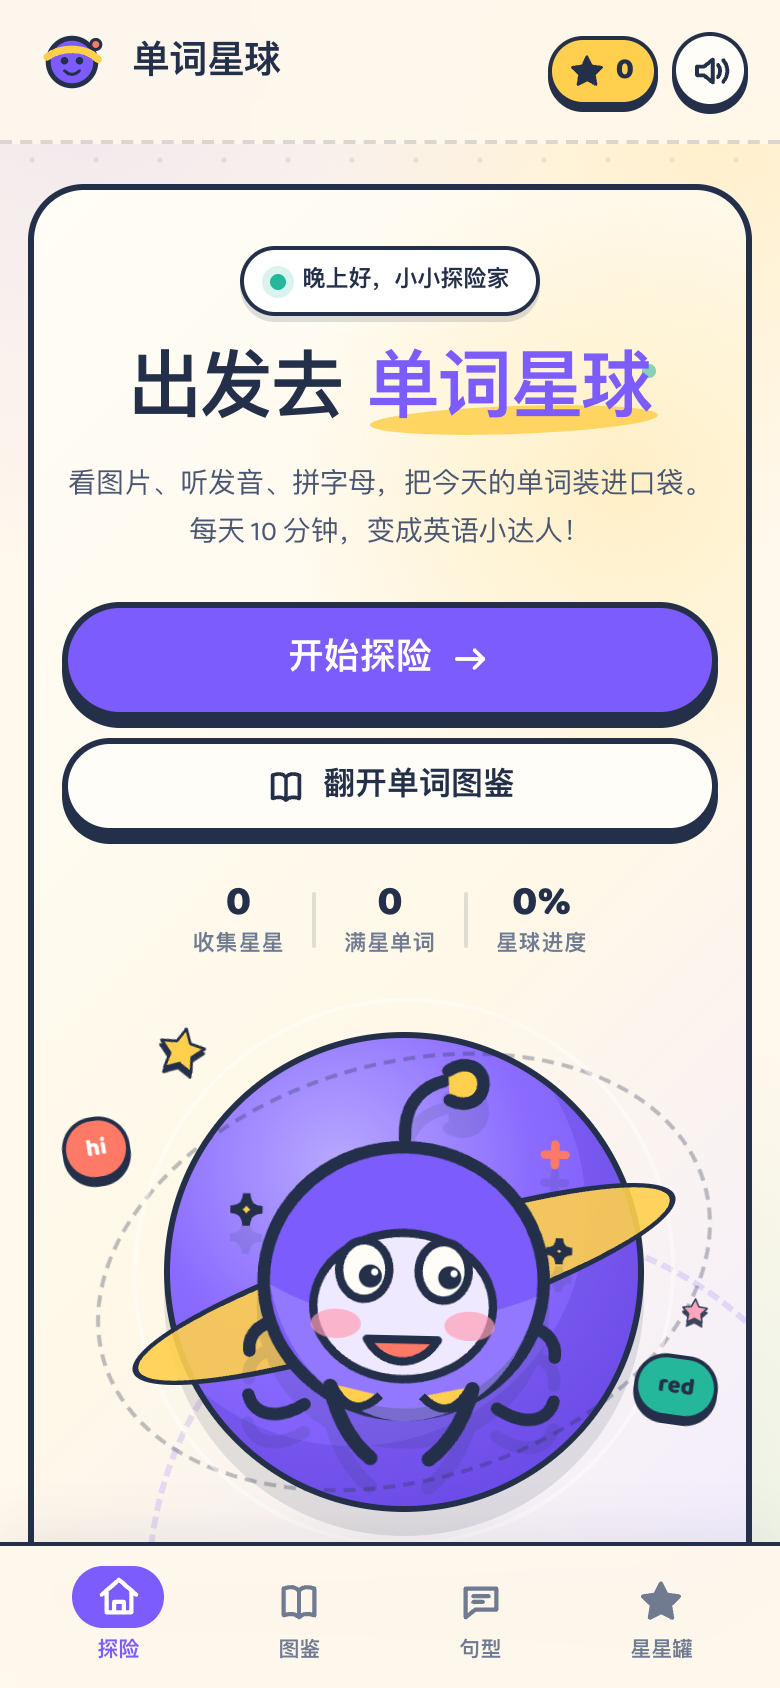 单词星球
0
晚上好，小小探险家
出发去 单词星球
看图片、听发音、拼字母，把今天的单词装进口袋。
每天 10 分钟，变成英语小达人！
开始探险
翻开单词图鉴
0 0 0%
收集星星 满星单词 星球进度
hi
red
探险 图鉴 句型 星星罐